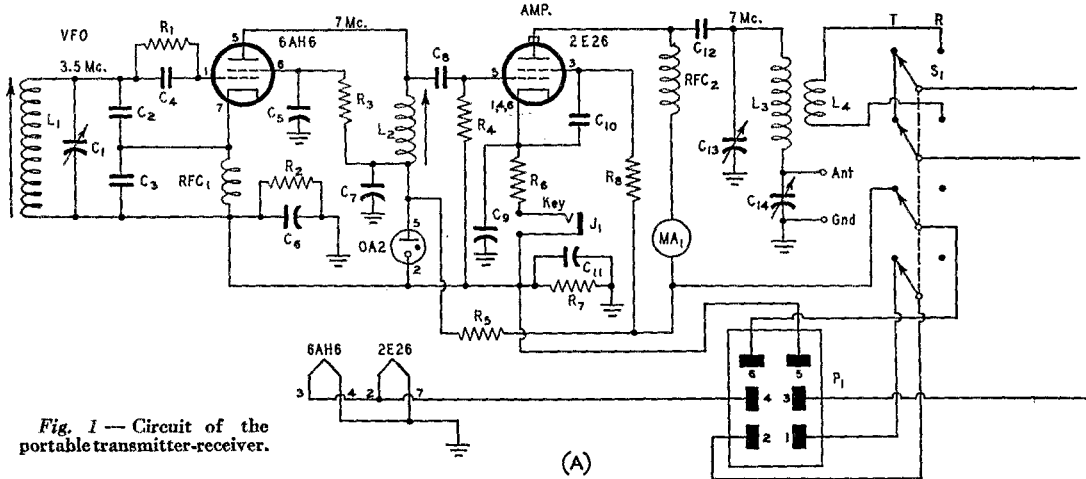 AMP.
T R
VFO 7 Mc. 7 Mc.
R1 5 6AH6 2E26 C12 S1
3.5 Mc. C8 RFC2
1 6 5 3 L3 L4
C4 C5 R3
L1 C2 7 L2 R4 1,4,6 C10
C1 C13
C3 RFC1 R2 C7 R6 R8 Ant
Key C14
C9 J1 Gnd
C6 OA2 5 MA1
2 C11
R7
R5
6AH6 2E26
6 5 P1
3 4 2 7 4 3
2 1
Fig. 1 — Circuit of the
portable transmitter-receiver.
(A)